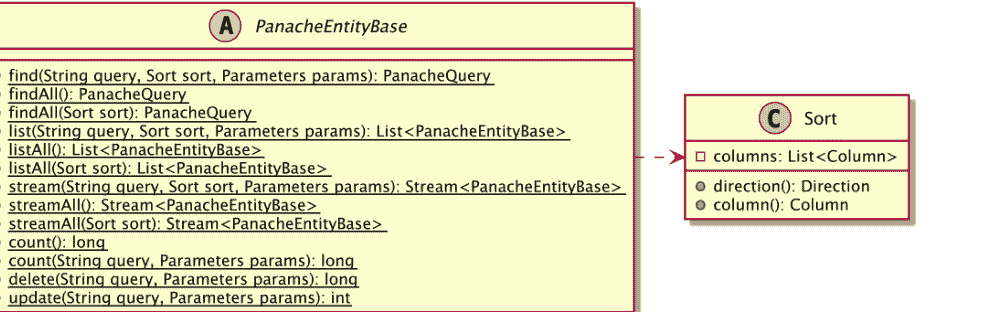 A PanacheEntityBase
find(String query, Sort sort, Parameters params): PanacheQuery
findAll(): PanacheQuery
findAll(Sort sort): PanacheQuery
list(String query, Sort sort, Parameters params): List<PanacheEntityBase>
listAll(): List<PanacheEntityBase>
listAll(Sort sort): List<PanacheEntityBase>
stream(String query, Sort sort, Parameters params): Stream<PanacheEntityBase>
streamAll(): Stream<PanacheEntityBase>
streamAll(Sort sort): Stream<PanacheEntityBase>
count(): long
count(String query, Parameters params): long
delete(String query, Parameters params): long
update(String query, Parameters params): int
C Sort
columns: List<Column>
direction(): Direction
column(): Column